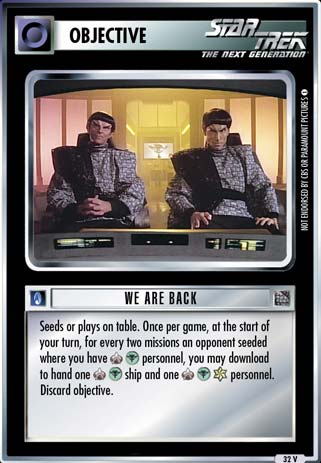 OBJECTIVE
STAR TREK
THE NEXT GENERATION
NOT ENDORSED BY CBS OR PARAMOUNT PICTURES
WE ARE BACK
Seeds or plays on table. Once per game, at the start of
your turn, for every two missions an opponent seeded
where you have personnel, you may download
to hand one ship and one personnel.
Discard objective.
32 V